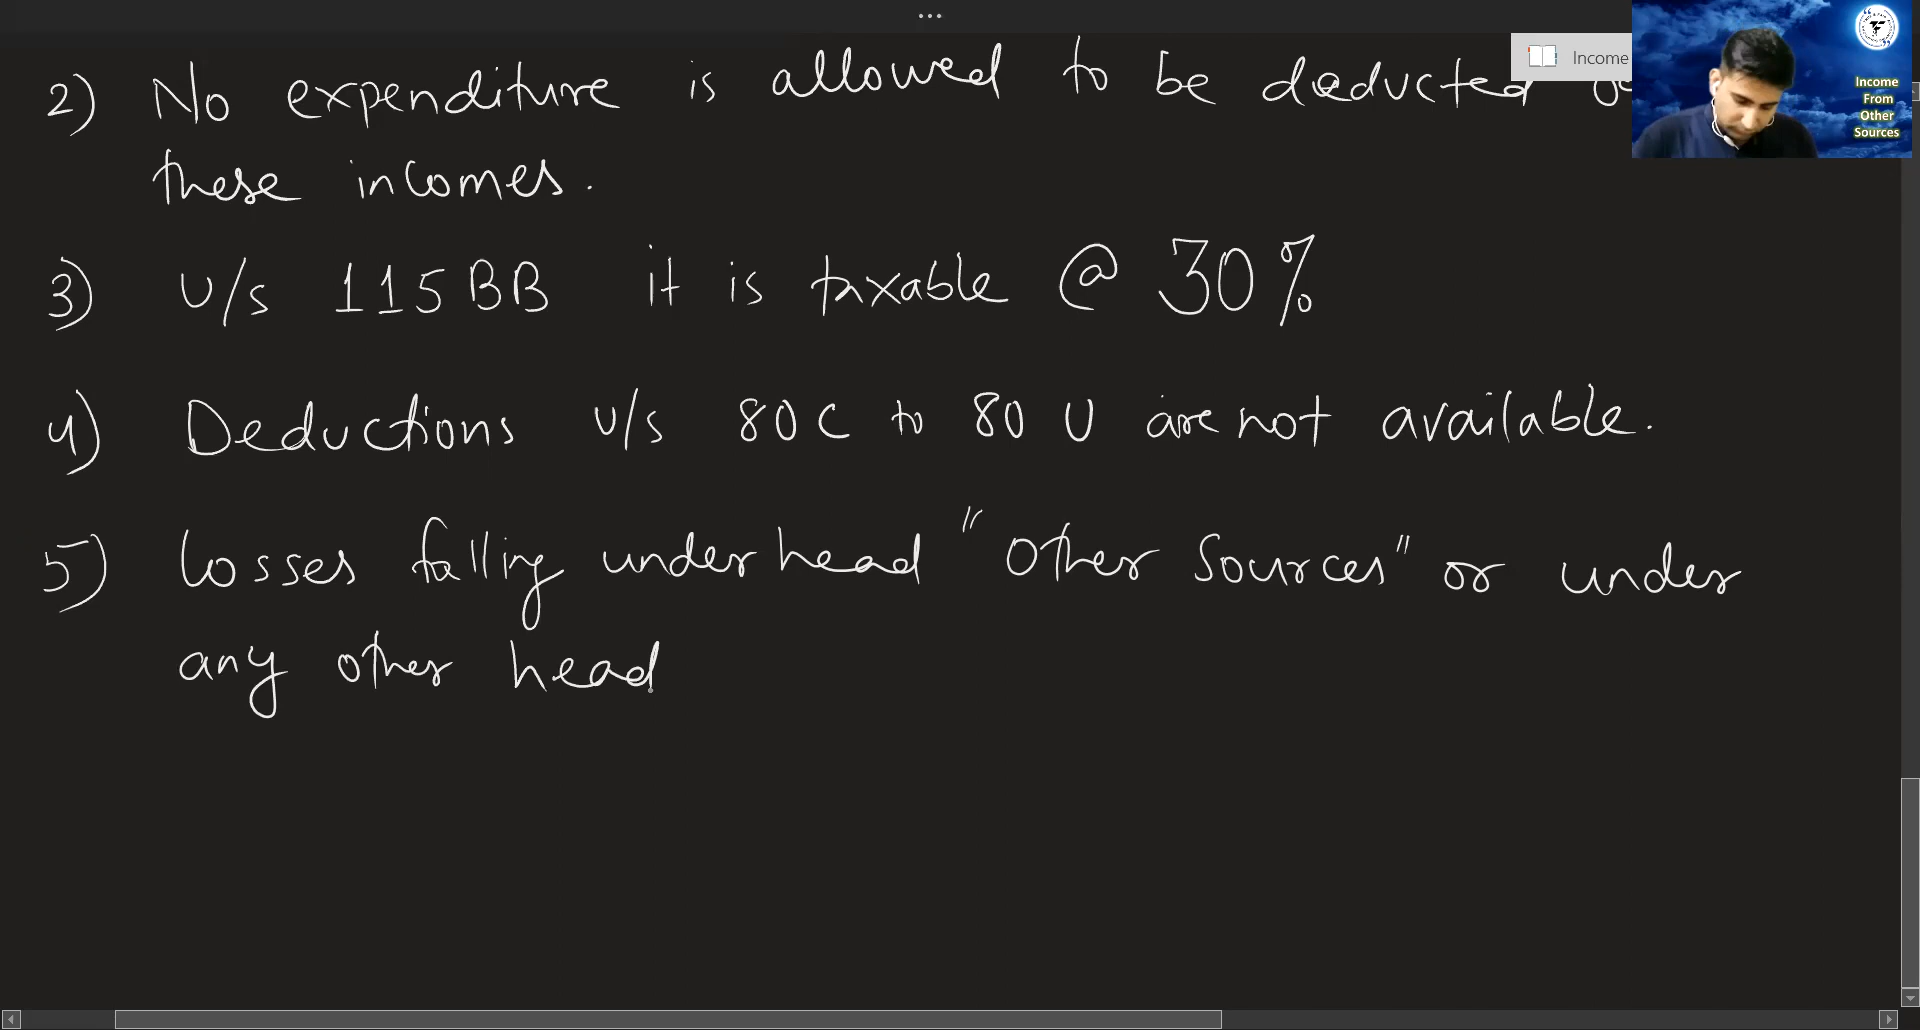 ...
Income
Income
From
Other
Sources
2) No expenditure is allowed to be deducted
these incomes.
3) U/s 115BB it is taxable @ 30%
4) Deductions U/s 80C to 80 U are not available.
5) Losses falling under head "Other Sources" or under
any other head